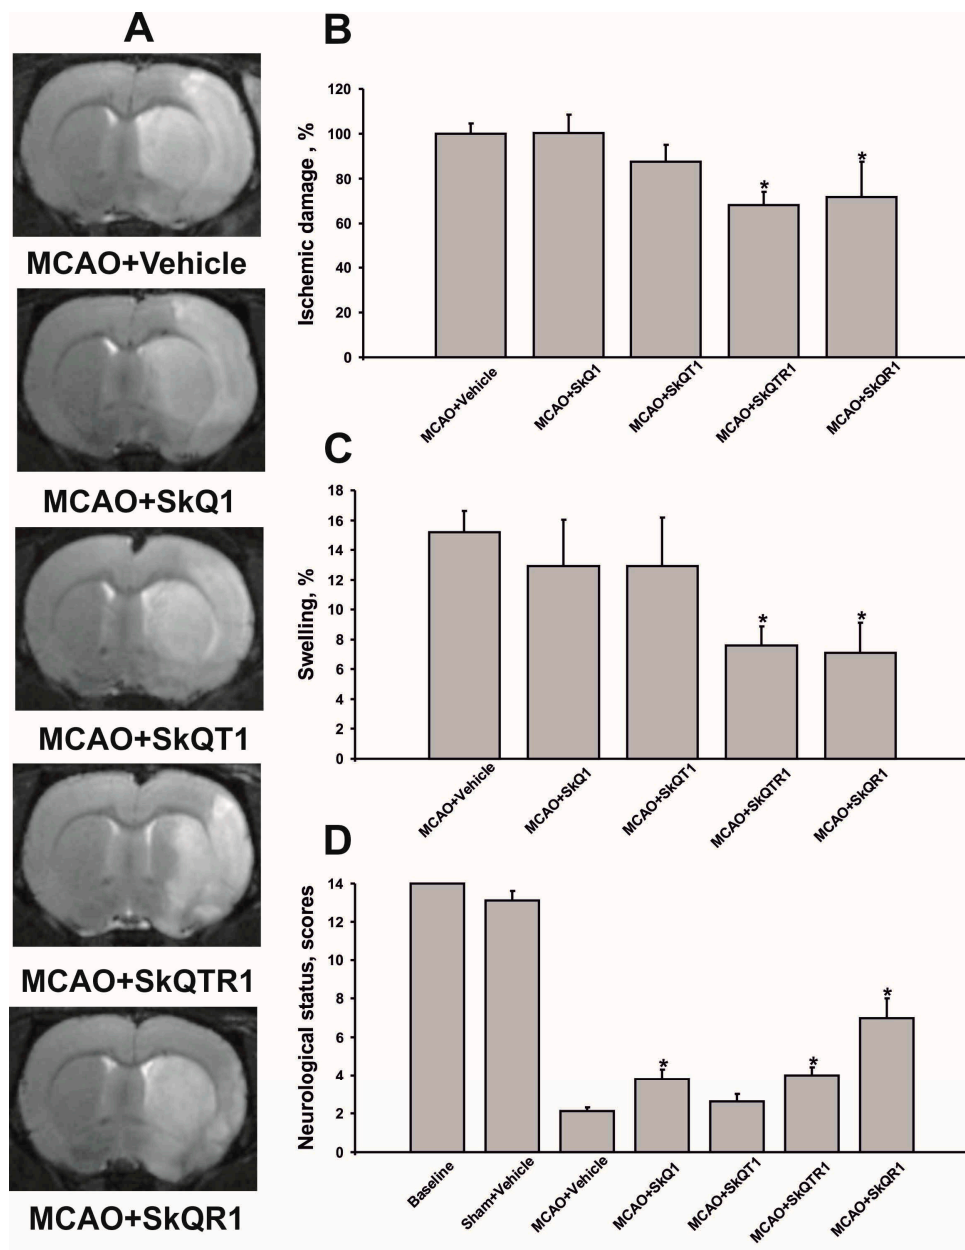 A
MCAO+Vehicle
MCAO+SkQ1
MCAO+SkQT1
MCAO+SkQTR1
MCAO+SkQR1
B
Ischemic damage , %
120
100
80
60
40
20
0
*
*
MCAO+Vehicle
MCAO+SkQ1
MCAO+SkQT1
MCAO+SkQTR1
MCAO+SkQR1
C
Swelling, %
18
16
14
12
10
8
6
4
2
0
*
*
MCAO+Vehicle
MCAO+SkQ1
MCAO+SkQT1
MCAO+SkQTR1
MCAO+SkQR1
D
Neurological status, scores
14
12
10
8
6
4
2
0
*
*
*
Baseline
Sham+Vehicle
MCAO+Vehicle
MCAO+SkQ1
MCAO+SkQT1
MCAO+SkQTR1
MCAO+SkQR1